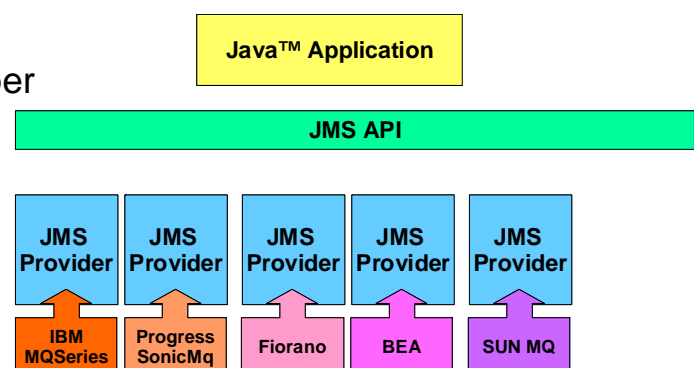 Java™ Application
JMS API
JMS Provider
JMS Provider
JMS Provider
JMS Provider
JMS Provider
IBM MQSeries
Progress SonicMq
Fiorano
BEA
SUN MQ